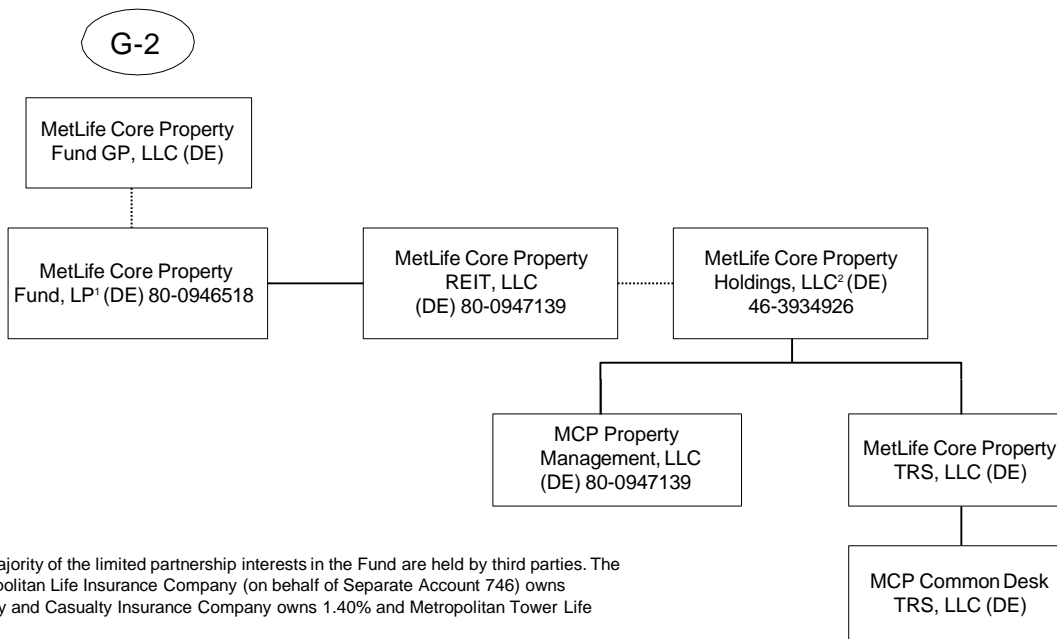 G-2
MetLife Core Property
Fund GP, LLC (DE)
MetLife Core Property
Fund, LP¹ (DE) 80-0946518
MetLife Core Property
REIT, LLC
(DE) 80-0947139
MetLife Core Property
Holdings, LLC² (DE)
46-3934926
MCP Property
Management, LLC
(DE) 80-0947139
MetLife Core Property
TRS, LLC (DE)
MCP Common Desk
TRS, LLC (DE)
of the limited partnership interests in the Fund are held by third parties. The
Life Insurance Company (on behalf of Separate Account 746) owns
and Casualty Insurance Company owns 1.40% and Metropolitan Tower Life